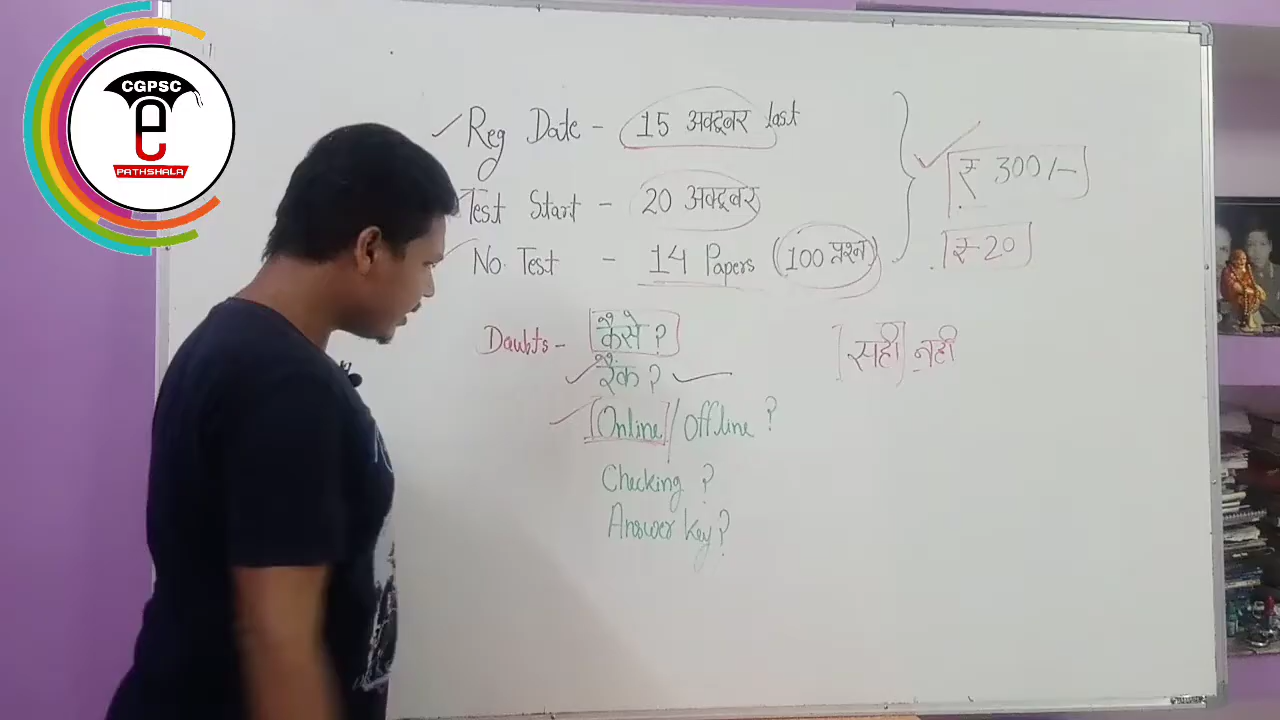 CGPSC
e
PATHSHALA
Reg Date - 15 अक्टूबर last
Test Start - 20 अक्टूबर
No. Test - 14 Papers (100 प्रश्न)
₹ 300/-
₹ 20
Daubts - कैसे ?
रैंक ?
Online / Offline ?
Checking ?
Answer Key ?
सही नही